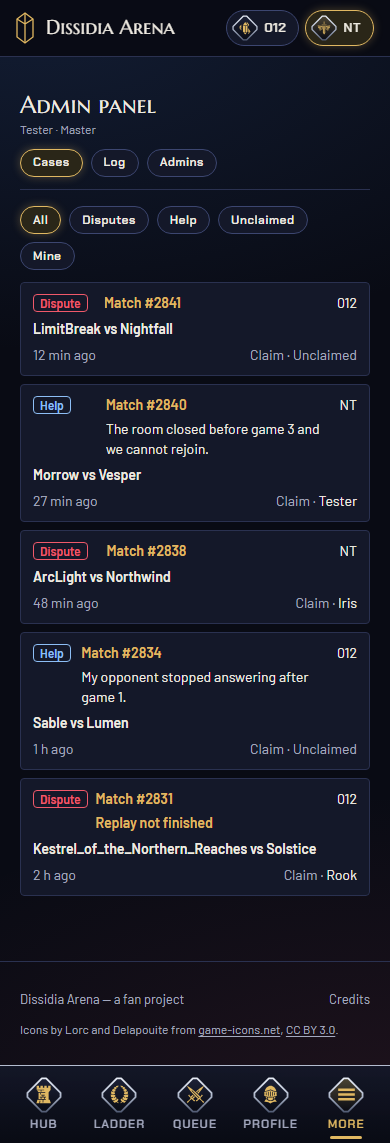 Dissidia Arena
012
NT
Admin panel
Tester · Master
Cases
Log
Admins
All
Disputes
Help
Unclaimed
Mine
Dispute
Match #2841
012
LimitBreak vs Nightfall
12 min ago
Claim · Unclaimed
Help
Match #2840
NT
The room closed before game 3 and
we cannot rejoin.
Morrow vs Vesper
27 min ago
Claim · Tester
Dispute
Match #2838
NT
ArcLight vs Northwind
48 min ago
Claim · Iris
Help
Match #2834
012
My opponent stopped answering after
game 1.
Sable vs Lumen
1 h ago
Claim · Unclaimed
Dispute
Match #2831
012
Replay not finished
Kestrel_of_the_Northern_Reaches vs Solstice
2 h ago
Claim · Rook
Dissidia Arena — a fan project
Credits
Icons by Lorc and Delapouite from game-icons.net, CC BY 3.0.
HUB
LADDER
QUEUE
PROFILE
MORE